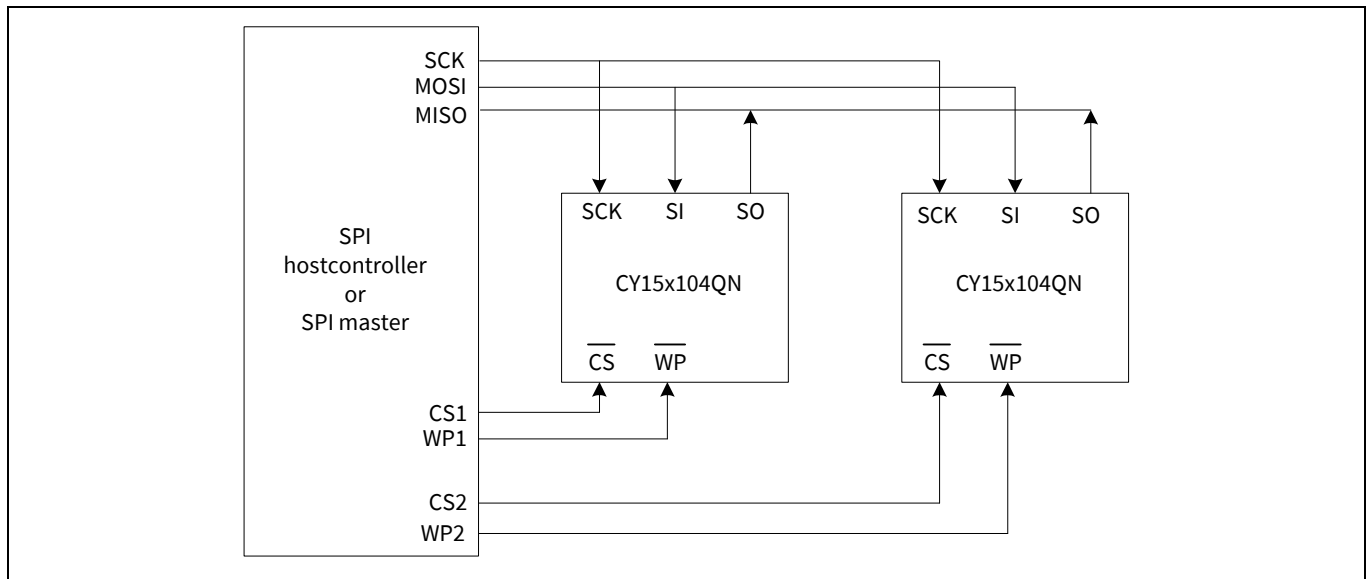 SCK
MOSI
MISO
SPI
hostcontroller
or
SPI master
CS1
WP1
CS2
WP2
SCK SI SO
CY15x104QN
CS WP
SCK SI SO
CY15x104QN
CS WP